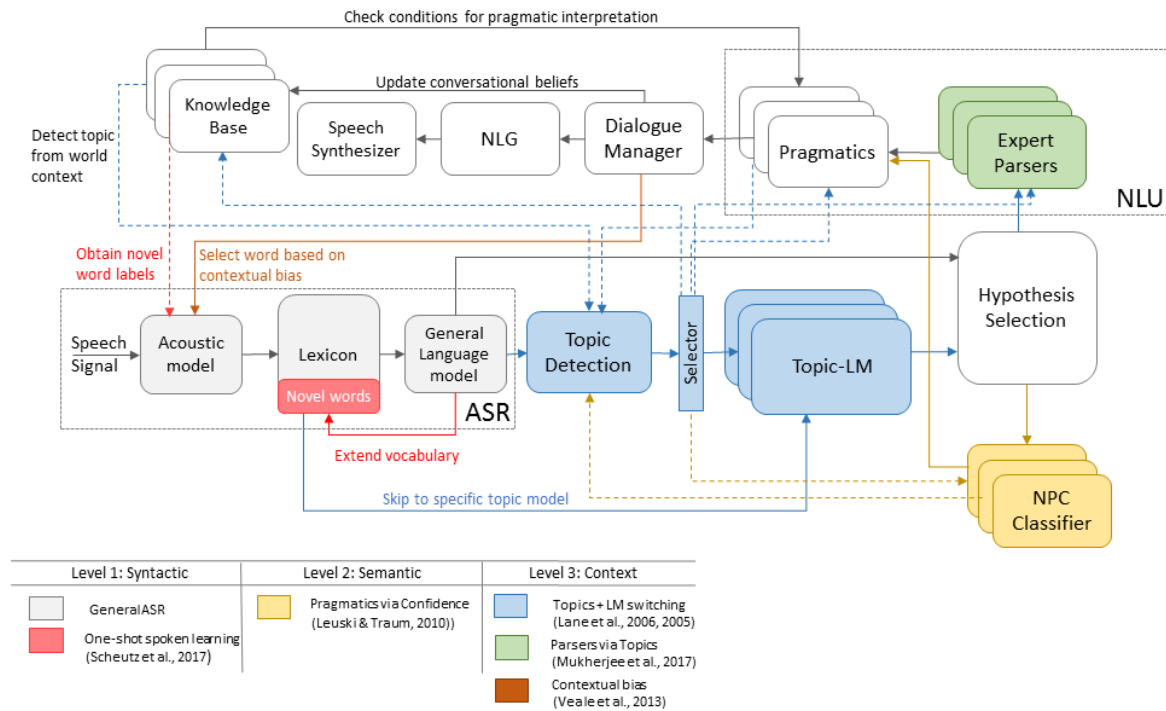 Check conditions for pragmatic interpretation
Update conversational beliefs
Knowledge
Base
Speech
Synthesizer
NLG
Dialogue
Manager
Pragmatics
Expert
Parsers
NLU
Detect topic
from world
context
Obtain novel
word labels
Select word based on
contextual bias
Speech
Signal
Acoustic
model
Lexicon
Novel words
General
Language
model
ASR
Topic
Detection
Selector
Topic-LM
Hypothesis
Selection
Extend vocabulary
Skip to specific topic model
NPC
Classifier
Level 1: Syntactic
Level 2: Semantic
Level 3: Context
General ASR
One-shot spoken learning
(Scheutz et al., 2017)
Pragmatics via Confidence
(Leuski & Traum, 2010))
Topics + LM switching
(Lane et al., 2006, 2005)
Parsers via Topics
(Mukherjee et al., 2017)
Contextual bias
(Veale et al., 2013)